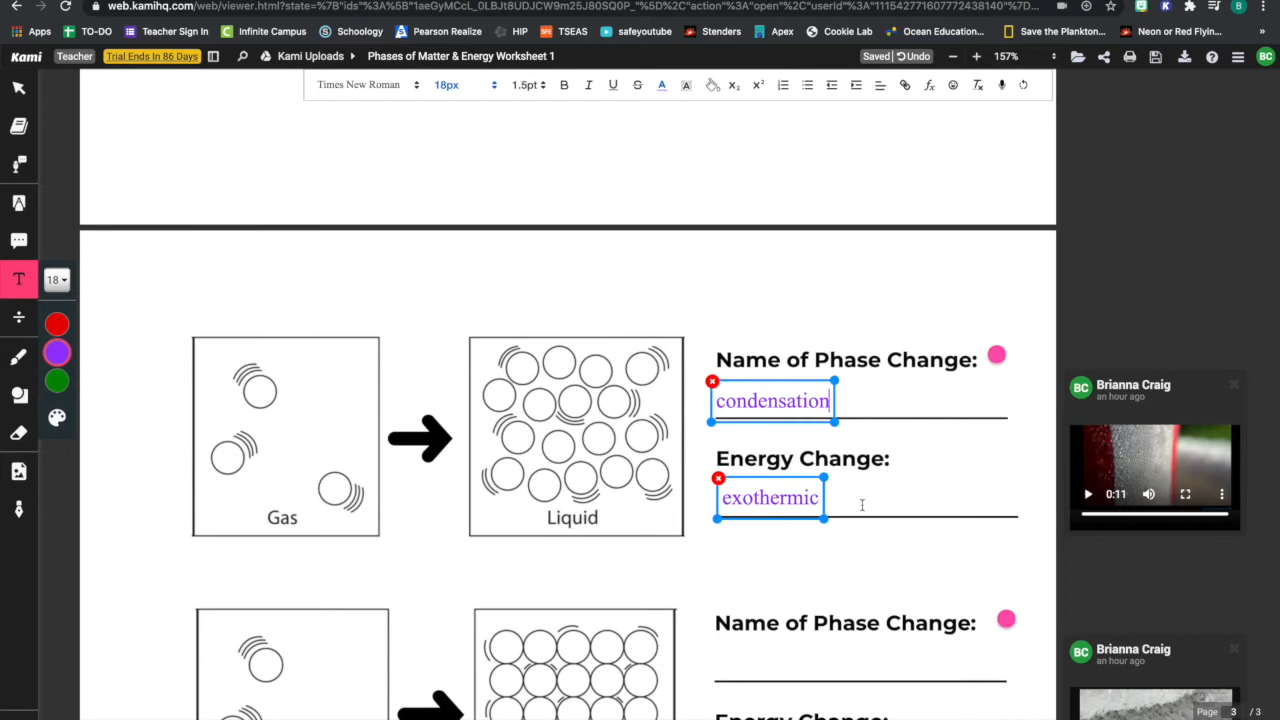 web.kamihq.com/web/viewer.html?state=%7B"ids"%3A%5B"1aeGyMCcL_0LBJt8UDJCW9m25J80SQ0P_"%5D%2C"action"%3A"open"%2C"userId"%3A"111542771607772438140"%7D...
Apps
TO-DO
Teacher Sign In
Infinite Campus
Schoology
Pearson Realize
HIP
TSEAS
safeyoutube
Stenders
Apex
Cookie Lab
Ocean Education...
Save the Plankton...
Neon or Red Flyin...
»
Kami
Teacher
Trial Ends In 86 Days
Kami Uploads
Phases of Matter & Energy Worksheet 1
Saved | Undo
157%
BC
Times New Roman
18px
1.5pt
B I U S A
T
18
Name of Phase Change:
condensation
Energy Change:
exothermic
Gas
Liquid
Name of Phase Change:
Energy Change:
BC
Brianna Craig
an hour ago
0:11
BC
Brianna Craig
an hour ago
Page 3 / 3